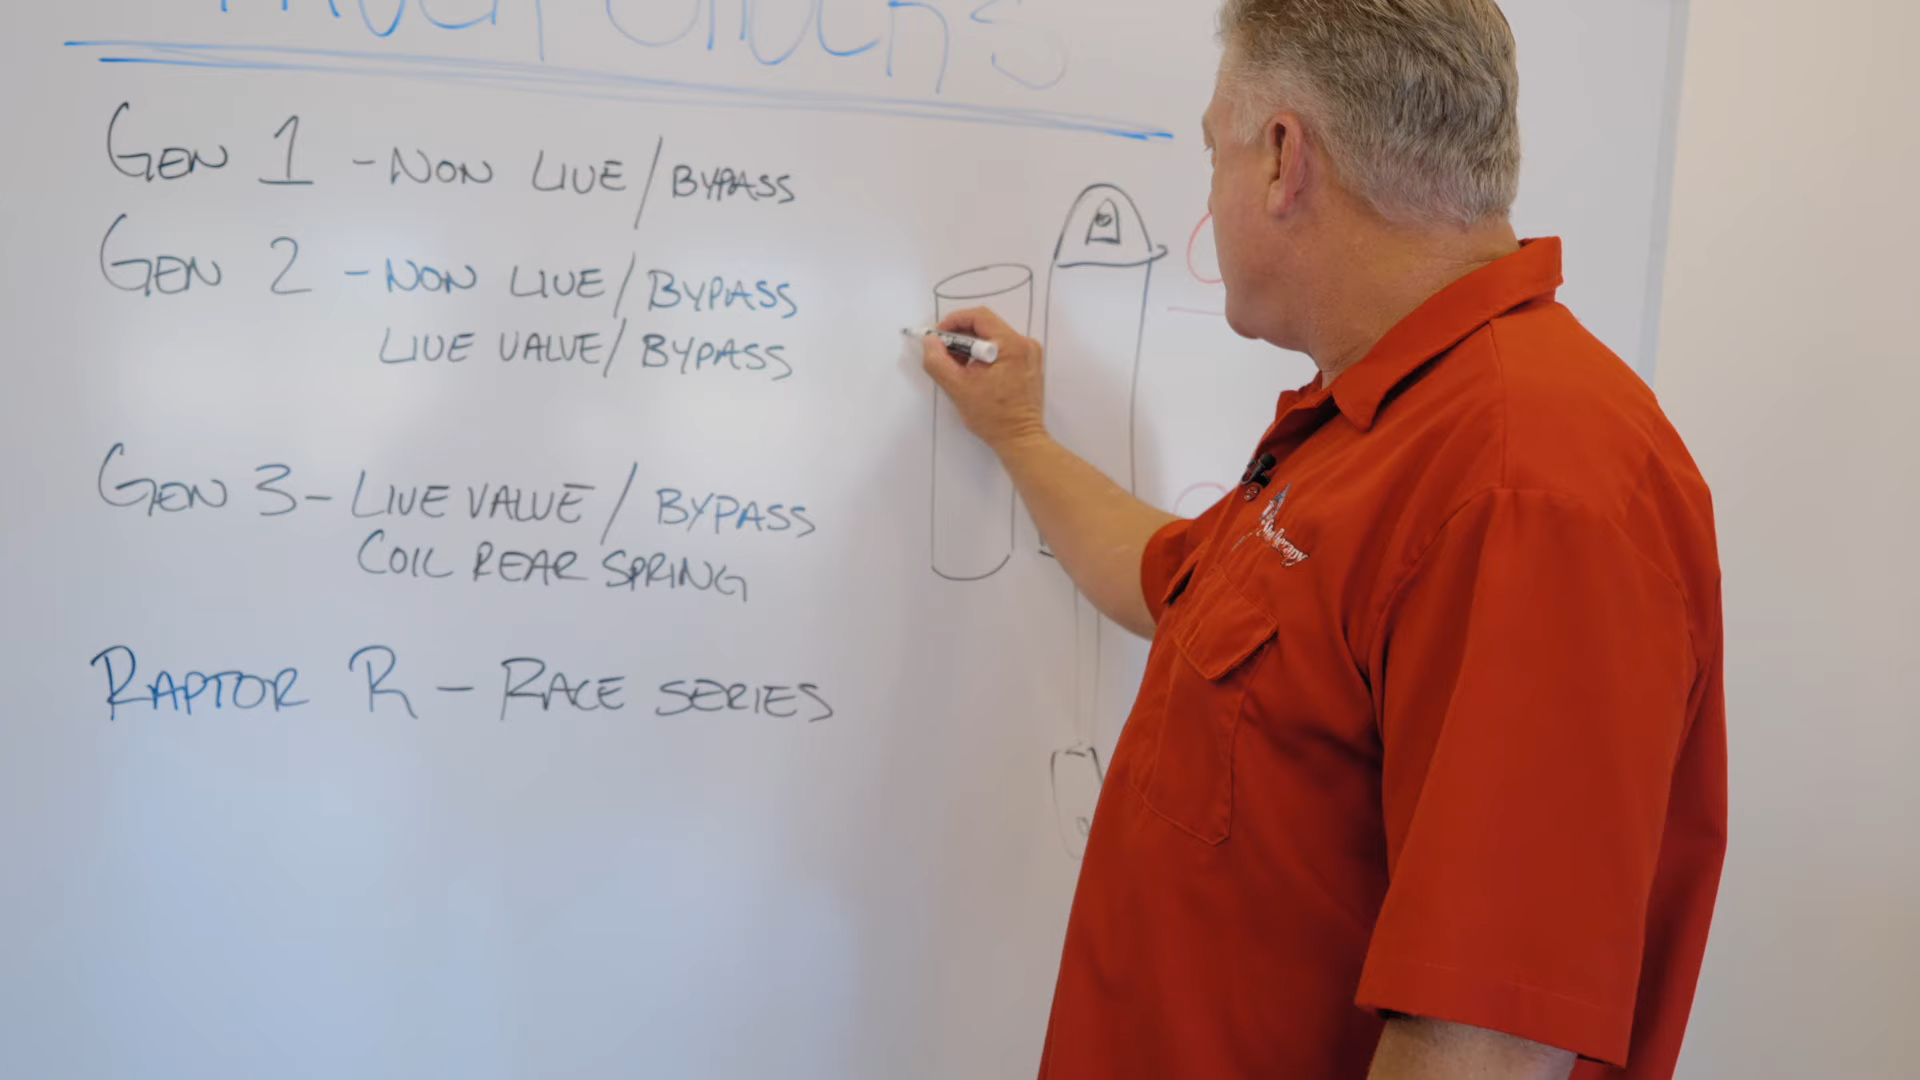 GEN 1 - NON LIVE / BYPASS
GEN 2 - NON LIVE / BYPASS
LIVE VALVE / BYPASS
GEN 3 - LIVE VALVE / BYPASS
COIL REAR SPRING
RAPTOR R - RACE SERIES